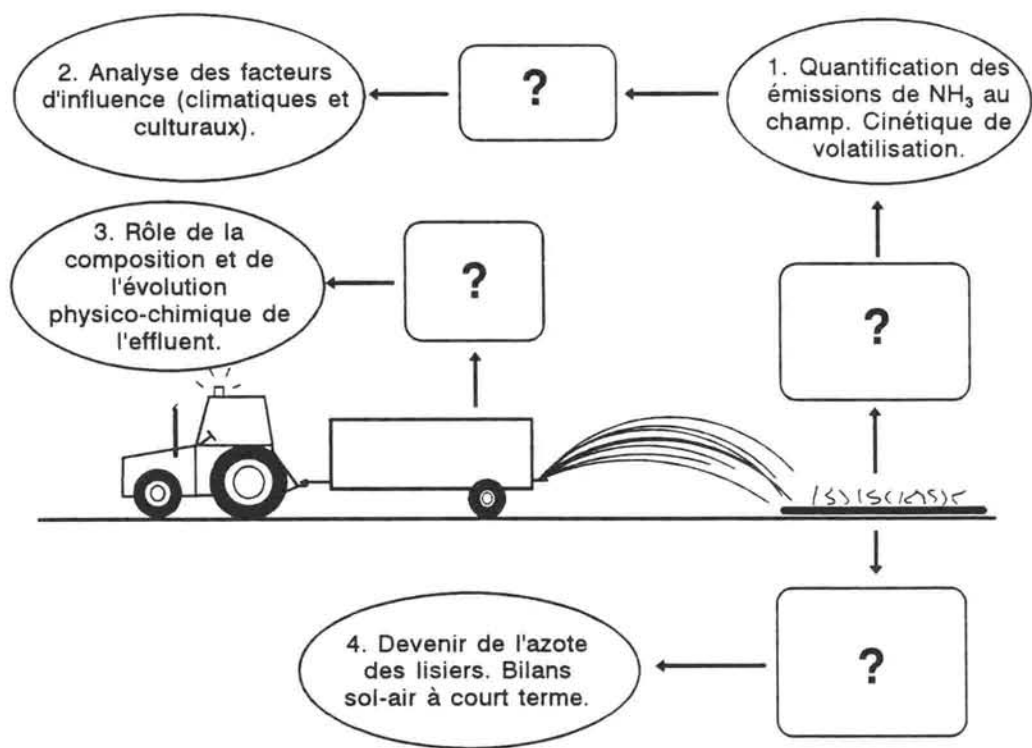 2. Analyse des facteurs
d'influence (climatiques et
culturaux).
?
1. Quantification des
émissions de NH₃ au
champ. Cinétique de
volatilisation.
3. Rôle de la
composition et de
l'évolution
physico-chimique de
l'effluent.
?
?
4. Devenir de l'azote
des lisiers. Bilans
sol-air à court terme.
?